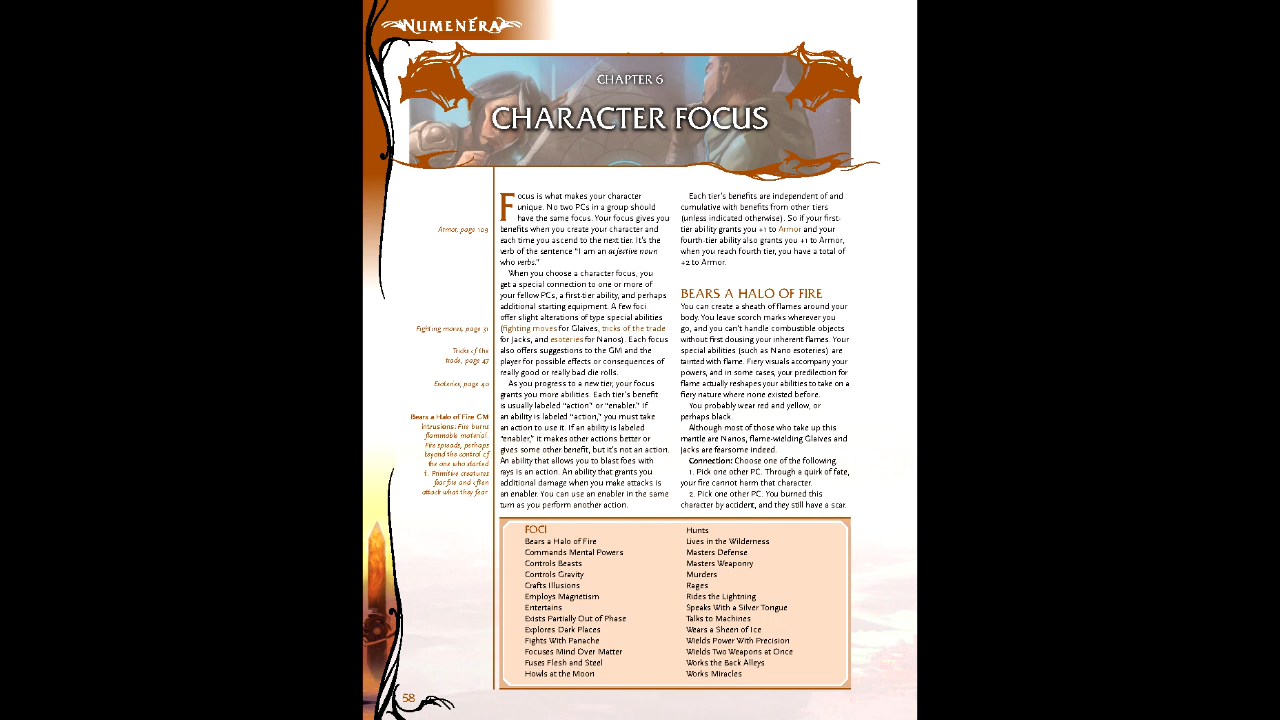 NUMENERA
CHAPTER 6
CHARACTER FOCUS
Armor, page 109
Fighting moves, page 31
Tricks of the
trade, page 47
Esoteries, page 40
Bears a Halo of Fire GM
intrusions: Fire burns
flammable material.
Fire spreads, perhaps
beyond the control of
the one who started
it. Primitive creatures
fear fire and often
attack what they fear.
Focus is what makes your character
unique. No two PCs in a group should
have the same focus. Your focus gives you
benefits when you create your character and
each time you ascend to the next tier. It's the
verb of the sentence "I am an adjective noun
who verbs."
When you choose a character focus, you
get a special connection to one or more of
your fellow PCs, a first-tier ability, and perhaps
additional starting equipment. A few foci
offer slight alterations of type special abilities
(fighting moves for Glaives, tricks of the trade
for Jacks, and esoteries for Nanos). Each focus
also offers suggestions to the GM and the
player for possible effects or consequences of
really good or really bad die rolls.
As you progress to a new tier, your focus
grants you more abilities. Each tier's benefit
is usually labeled "action" or "enabler." If
an ability is labeled "action," you must take
an action to use it. If an ability is labeled
"enabler," it makes other actions better or
gives some other benefit, but it's not an action.
An ability that allows you to blast foes with
rays is an action. An ability that grants you
additional damage when you make attacks is
an enabler. You can use an enabler in the same
turn as you perform another action.
Each tier's benefits are independent of and
cumulative with benefits from other tiers
(unless indicated otherwise). So if your first-
tier ability grants you +1 to Armor and your
fourth-tier ability also grants you +1 to Armor,
when you reach fourth tier, you have a total of
+2 to Armor.
BEARS A HALO OF FIRE
You can create a sheath of flames around your
body. You leave scorch marks wherever you
go, and you can't handle combustible objects
without first dousing your inherent flames. Your
special abilities (such as Nano esoteries) are
tainted with flame. Fiery visuals accompany your
powers, and in some cases, your predilection for
flame actually reshapes your abilities to take on a
fiery nature where none existed before.
You probably wear red and yellow, or
perhaps black.
Although most of those who take up this
mantle are Nanos, flame-wielding Glaives and
Jacks are fearsome indeed.
Connection: Choose one of the following.
1. Pick one other PC. Through a quirk of fate,
your fire cannot harm that character.
2. Pick one other PC. You burned this
character by accident, and they still have a scar.
FOCI
Bears a Halo of Fire
Commands Mental Powers
Controls Beasts
Controls Gravity
Crafts Illusions
Employs Magnetism
Entertains
Exists Partially Out of Phase
Explores Dark Places
Fights With Panache
Focuses Mind Over Matter
Fuses Flesh and Steel
Howls at the Moon
Hunts
Lives in the Wilderness
Masters Defense
Masters Weaponry
Murders
Rages
Rides the Lightning
Speaks With a Silver Tongue
Talks to Machines
Wears a Sheen of Ice
Wields Power With Precision
Wields Two Weapons at Once
Works the Back Alleys
Works Miracles
58